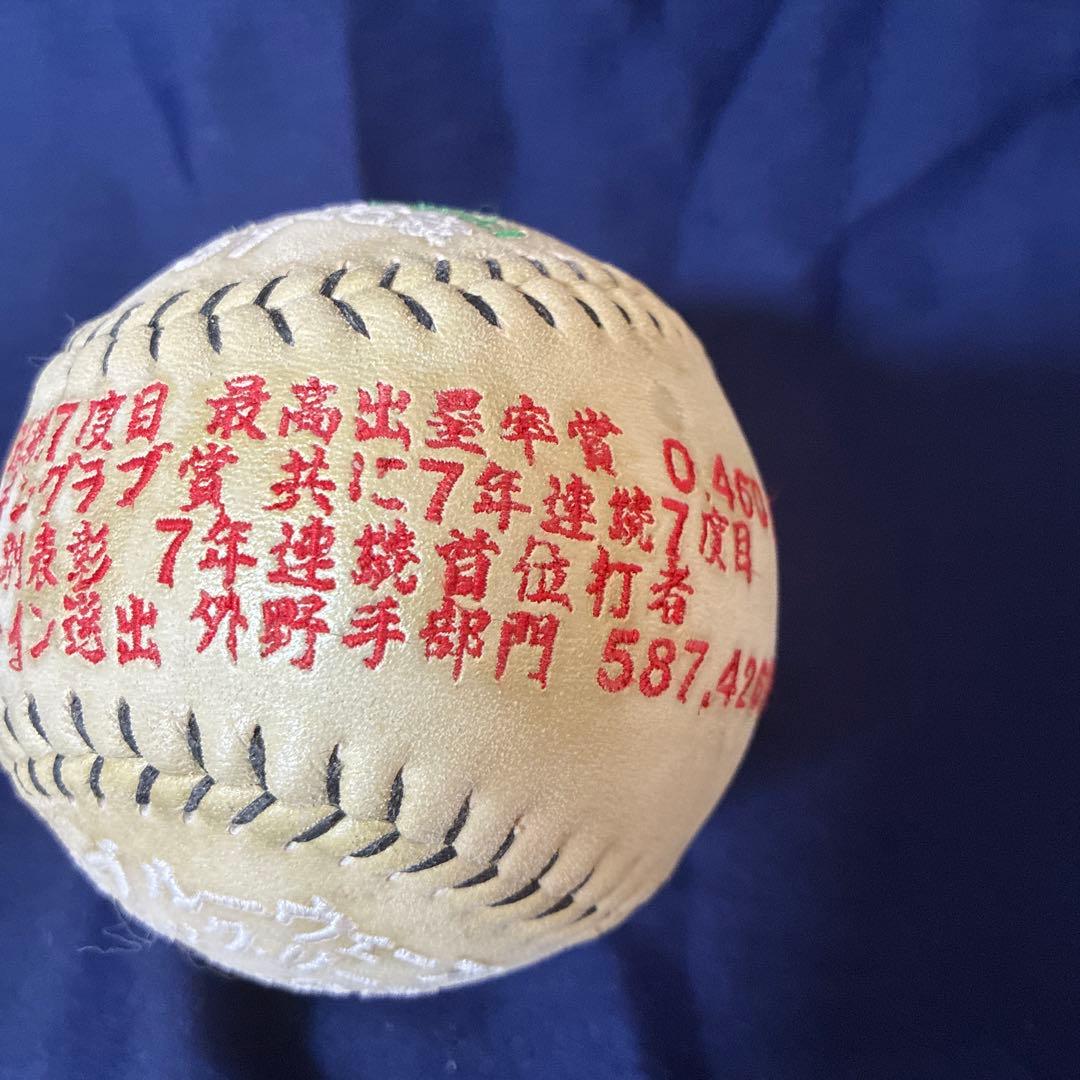 7度目 最高出塁率賞 0.460
グラブ賞 共に7年連続7度目
表彰 7年連続首位打者
イン選出 外野手部門 587,426